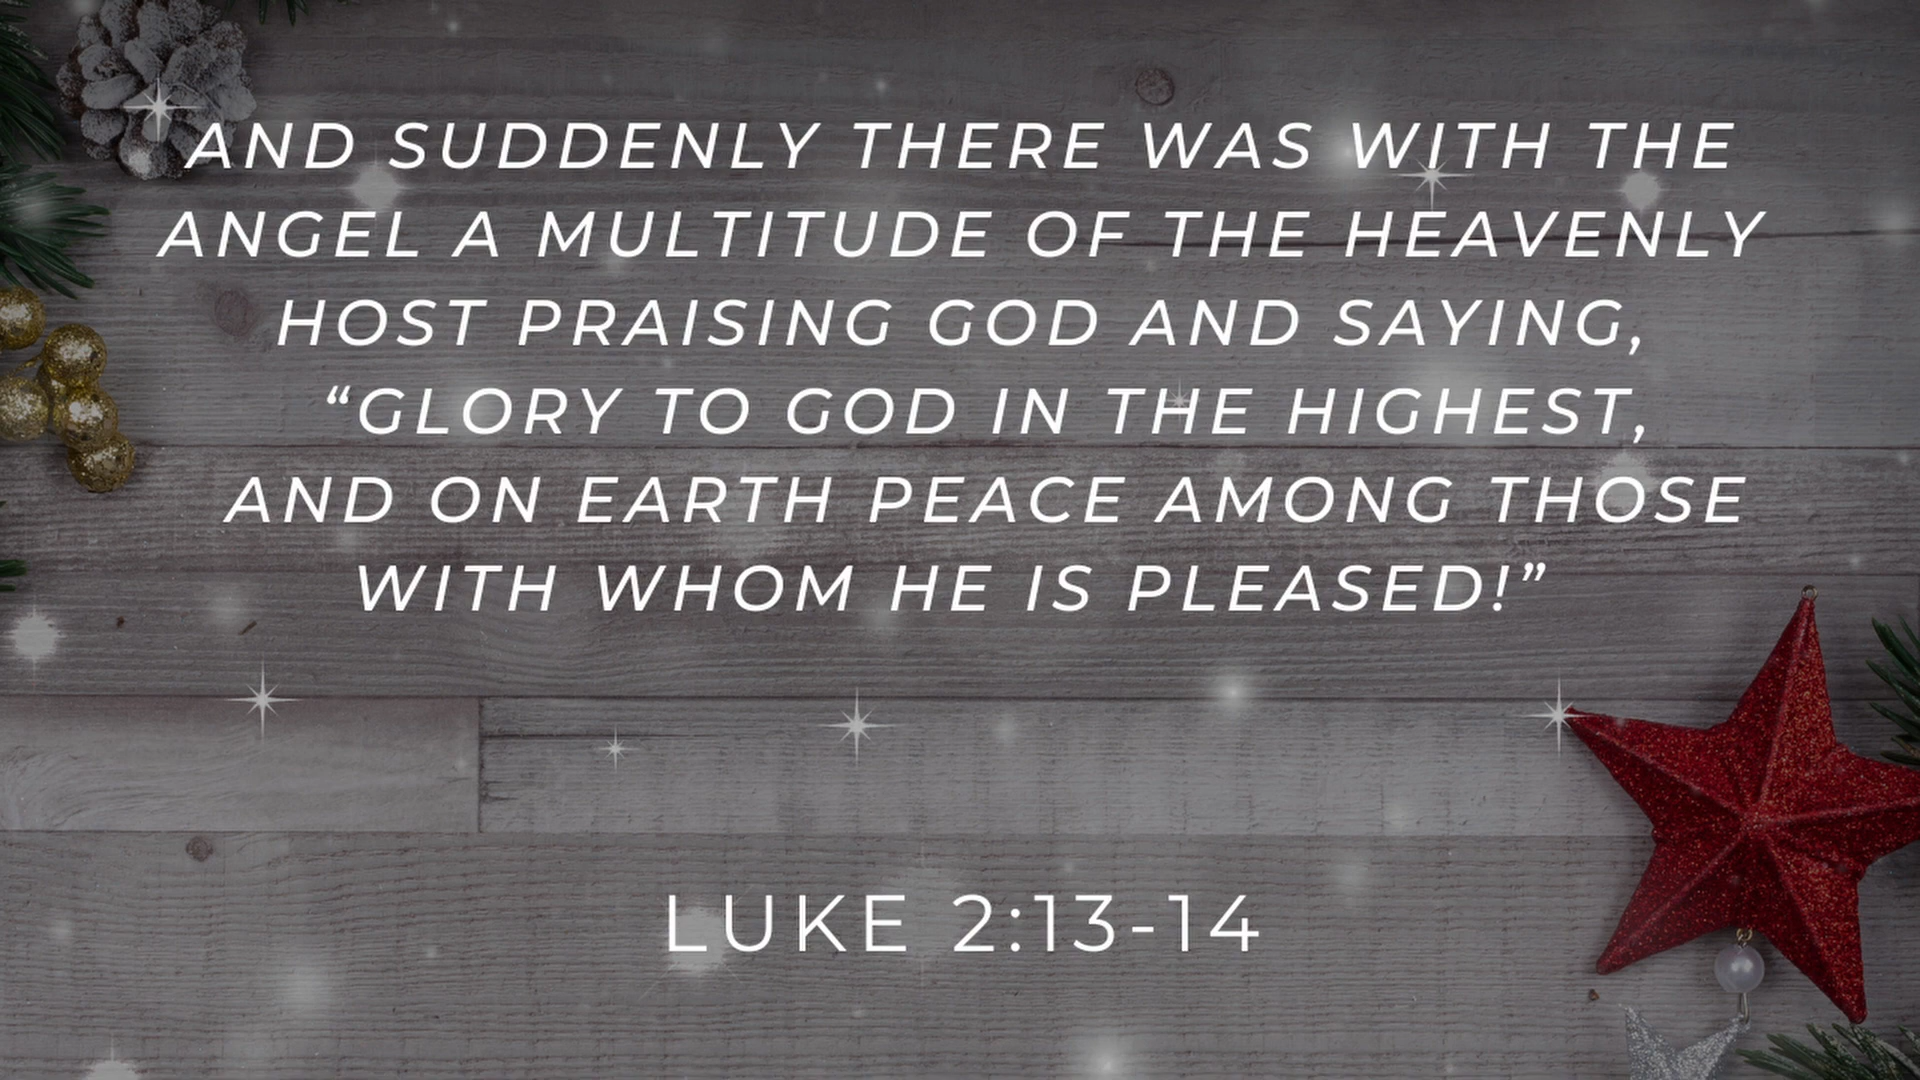 AND SUDDENLY THERE WAS WITH THE
ANGEL A MULTITUDE OF THE HEAVENLY
HOST PRAISING GOD AND SAYING,
“GLORY TO GOD IN THE HIGHEST,
AND ON EARTH PEACE AMONG THOSE
WITH WHOM HE IS PLEASED!”
LUKE 2:13-14